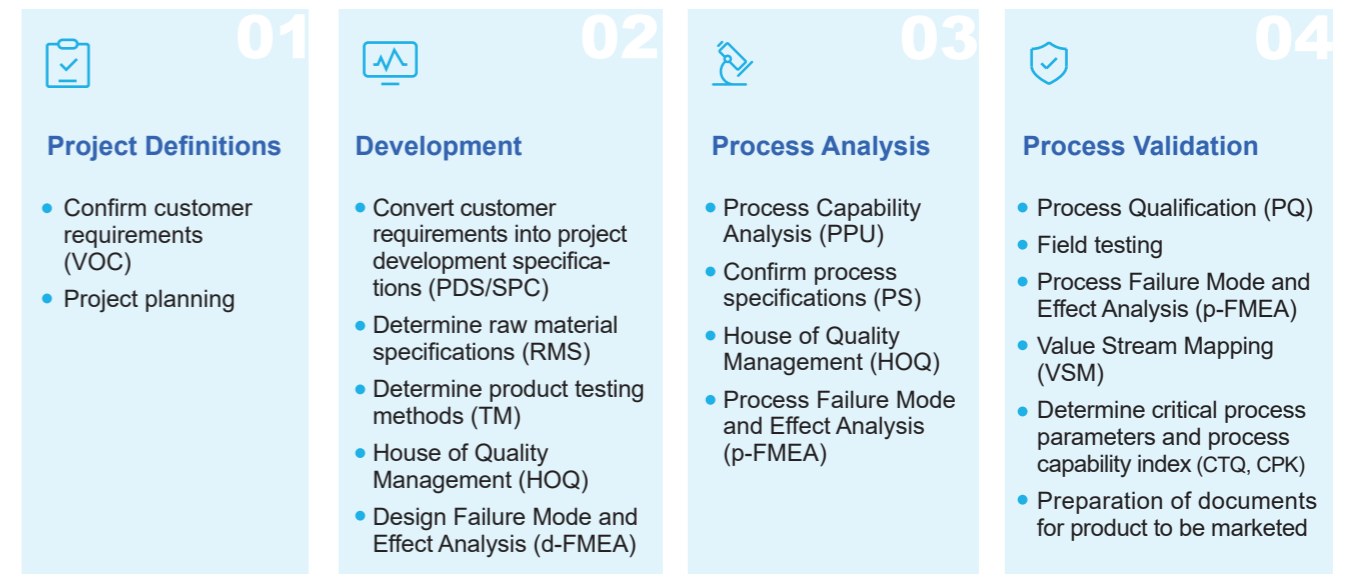 01
Project Definitions
Confirm customer
requirements
(VOC)
Project planning
02
Development
Convert customer
requirements into project
development specifica-
tions (PDS/SPC)
Determine raw material
specifications (RMS)
Determine product testing
methods (TM)
House of Quality
Management (HOQ)
Design Failure Mode and
Effect Analysis (d-FMEA)
03
Process Analysis
Process Capability
Analysis (PPU)
Confirm process
specifications (PS)
House of Quality
Management (HOQ)
Process Failure Mode
and Effect Analysis
(p-FMEA)
04
Process Validation
Process Qualification (PQ)
Field testing
Process Failure Mode and
Effect Analysis (p-FMEA)
Value Stream Mapping
(VSM)
Determine critical process
parameters and process
capability index (CTQ, CPK)
Preparation of documents
for product to be marketed